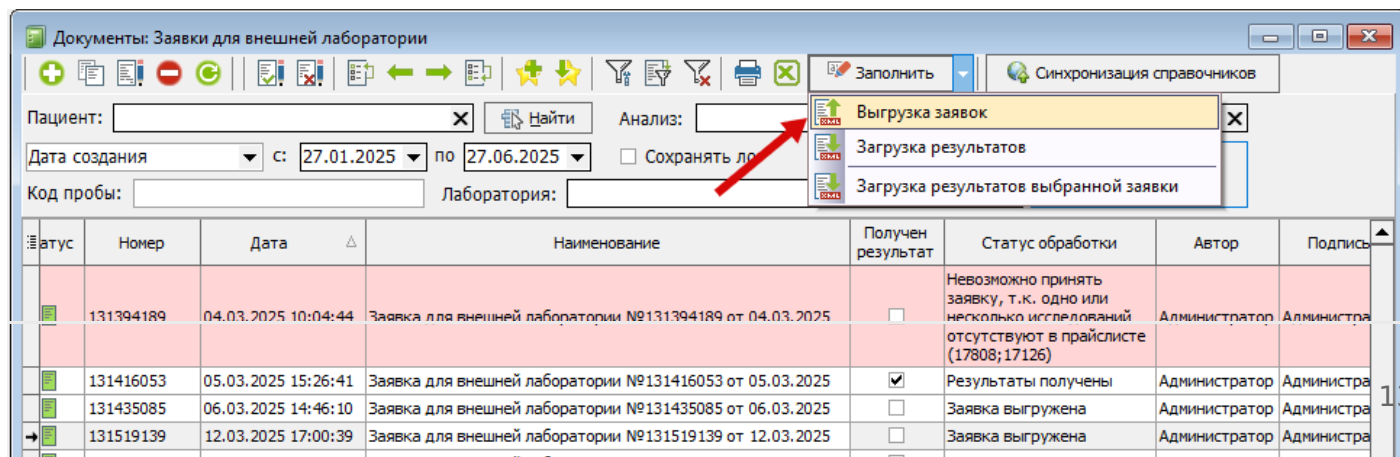 Документы: Заявки для внешней лаборатории
Заполнить
Синхронизация справочников
Пациент:
Найти
Анализ:
Выгрузка заявок
Дата создания
с: 27.01.2025 по 27.06.2025
Сохранять
Загрузка результатов
Код пробы:
Лаборатория:
Загрузка результатов выбранной заявки
атус Номер Дата Наименование Получен результат Статус обработки Автор Подпись
131394189 04.03.2025 10:04:44 Заявка для внешней лаборатории №131394189 от 04.03.2025
Невозможно принять
заявку, т.к. одно или
несколько исследований
отсутствуют в прайслисте
(17808;17126)
Администратор Администра
131416053 05.03.2025 15:26:41 Заявка для внешней лаборатории №131416053 от 05.03.2025 Результаты получены Администратор Администра
131435085 06.03.2025 14:46:10 Заявка для внешней лаборатории №131435085 от 06.03.2025 Заявка выгружена Администратор Администра
131519139 12.03.2025 17:00:39 Заявка для внешней лаборатории №131519139 от 12.03.2025 Заявка выгружена Администратор Администра